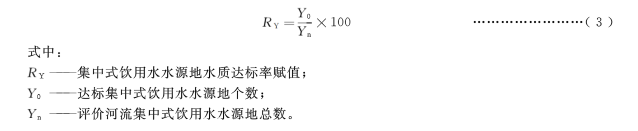 R_Y = Y_0/Y_n × 100 ……………………( 3 )
式中：
R_Y ——集中式饮用水水源地水质达标率赋值；
Y_0 ——达标集中式饮用水水源地个数；
Y_n ——评价河流集中式饮用水水源地总数。